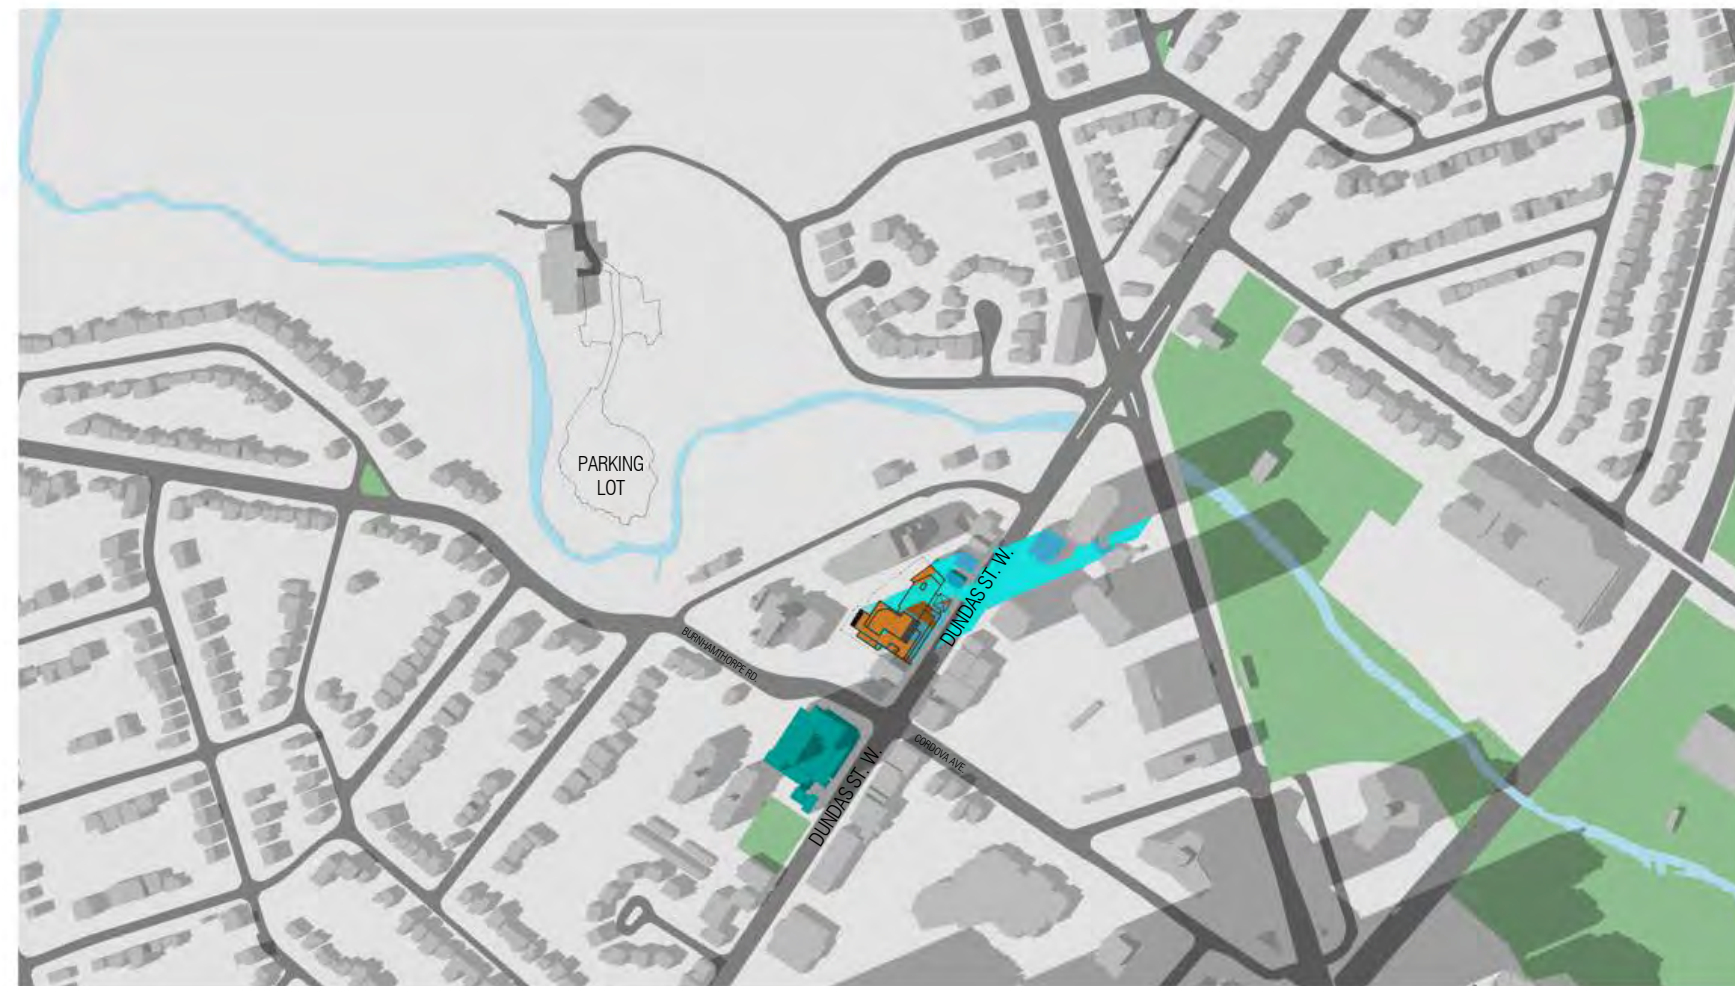 PARKING
LOT
DUNDAS ST. W.
BURNHAMTHORPE RD.
CORDOVA AVE.
DUNDAS ST. W.